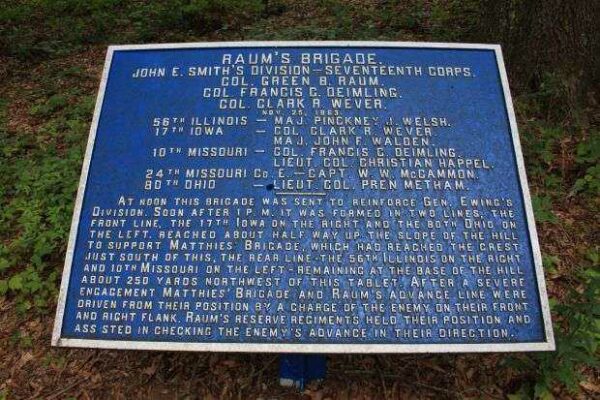 RAUM'S BRIGADE.
JOHN E. SMITH'S DIVISION – SEVENTEENTH CORPS.
COL. GREEN B. RAUM
COL. FRANCIS C. DEIMLING.
COL. CLARK R. WEVER.
NOV. 25, 1863
56TH ILLINOIS – MAJ. PINCKNEY J. WELSH.
17TH IOWA – COL. CLARK R. WEVER.
MAJ. JOHN F. WALDEN.
10TH MISSOURI – COL. FRANCIS C. DEIMLING.
LIEUT. COL. CHRISTIAN HAPPEL.
24TH MISSOURI CO. E. – CAPT. W. W. MCCAMMON.
80TH OHIO – LIEUT. COL. PREN METHAM.
AT NOON THIS BRIGADE WAS SENT TO REINFORCE GEN. EWING'S
DIVISION. SOON AFTER 1 P. M. IT WAS FORMED IN TWO LINES: THE
FRONT LINE, THE 17TH IOWA ON THE RIGHT AND THE 80TH OHIO ON
THE LEFT, REACHED ABOUT HALF WAY UP THE SLOPE OF THE HILL
TO SUPPORT MATTHIES' BRIGADE, WHICH HAD REACHED THE CREST
JUST SOUTH OF THIS, THE REAR LINE – THE 56TH ILLINOIS ON THE RIGHT
AND 10TH MISSOURI ON THE LEFT – REMAINING AT THE BASE OF THE HILL
ABOUT 250 YARDS NORTHWEST OF THIS TABLET. AFTER A SEVERE
ENGAGEMENT MATTHIES' BRIGADE AND RAUM'S ADVANCE LINE WERE
DRIVEN FROM THEIR POSITION BY A CHARGE OF THE ENEMY ON THEIR FRONT
AND RIGHT FLANK. RAUM'S RESERVE REGIMENTS HELD THEIR POSITION AND
ASSISTED IN CHECKING THE ENEMY'S ADVANCE IN THEIR DIRECTION.